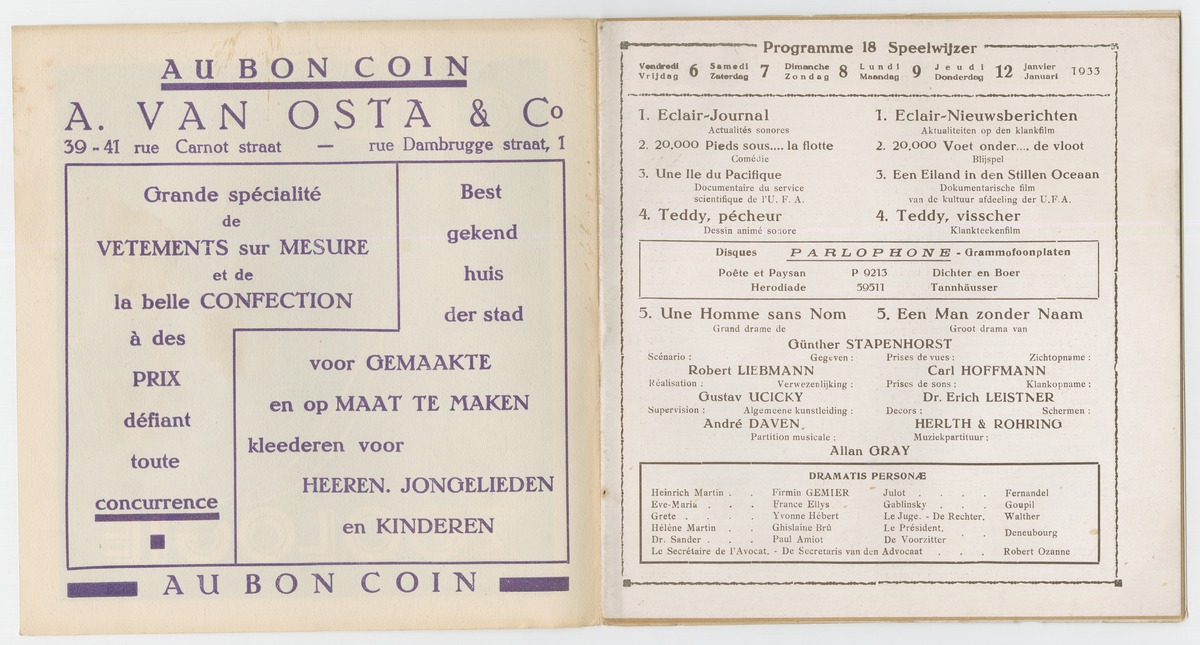 AU BON COIN
A. VAN OSTA & Co
39-41 rue Carnot straat — rue Dambrugge straat, 1
Grande spécialité
de
VETEMENTS sur MESURE
et de
la belle CONFECTION
à des
PRIX
défiant
toute
concurrence
Best
gekend
huis
der stad
voor GEMAAKTE
en op MAAT TE MAKEN
kleederen voor
HEEREN. JONGELIEDEN
en KINDEREN
AU BON COIN
Programme 18 Speelwijzer
Vendredi Vrijdag 6 Samedi Zaterdag 7 Dimanche Zondag 8 Lundi Maandag 9 Jeudi Donderdag 12 janvier Januari 1933
1. Eclair-Journal
Actualités sonores
2. 20,000 Pieds sous.... la flotte
Comédie
3. Une Ile du Pacifique
Documentaire du service
scientifique de l'U. F. A.
4. Teddy, pécheur
Dessin animé sonore
1. Eclair-Nieuwsberichten
Aktualiteiten op den klankfilm
2. 20,000 Voet onder.... de vloot
Blijspel
3. Een Eiland in den Stillen Oceaan
Dokumentarische film
van de kultuur afdeeling der U.F.A.
4. Teddy, visscher
Klankteekenfilm
Disques PARLOPHONE - Grammofoonplaten
Poête et Paysan P 9213 Dichter en Boer
Herodiade 59511 Tannhäusser
5. Une Homme sans Nom 5. Een Man zonder Naam
Grand drame de Groot drama van
Günther STAPENHORST
Scénario : Gegeven : Prises de vues : Zichtopname :
Robert LIEBMANN Carl HOFFMANN
Réalisation : Verwezenlijking : Prises de sons : Klankopname :
Gustav UCICKY Dr. Erich LEISTNER
Supervision : Algemeene kunstleiding : Decors : Schermen :
André DAVEN. HERLTH & ROHRING
Partition musicale : Muziekpartituur :
Allan GRAY
DRAMATIS PERSONÆ
Heinrich Martin . . Firmin GEMIER Julot . . . . Fernandel
Eve-Maria . . . France Ellys Gablinsky . . . Goupil
Grete . . . . Yvonne Hébert Le Juge. - De Rechter. Walther
Hélène Martin . . Ghislaine Brû Le Président.
Dr. Sander . . . Paul Amiot De Voorzitter . . Deneubourg
Le Secrétaire de l'Avocat. - De Secretaris van den Advocaat . . . Robert Ozanne